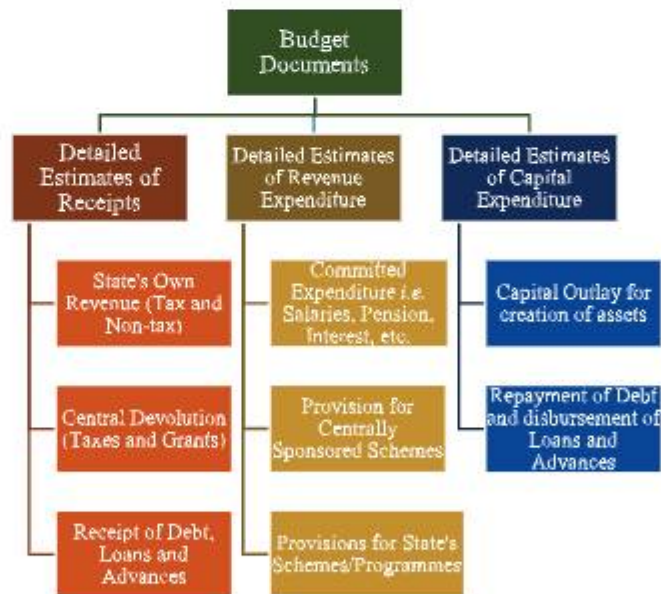 Budget
Documents
Detailed
Estimates of
Receipts
State's Own
Revenue (Tax and
Non-tax)
Central Devolution
(Taxes and Grants)
Receipt of Debt,
Loans and
Advances
Detailed Estimates
of Revenue
Expenditure
Committed
Expenditure i.e.
Salaries, Pension,
Interest, etc.
Provision for
Centrally
Sponsored Schemes
Provisions for State's
Schemes/Programmes
Detailed Estimates
of Capital
Expenditure
Capital Outlay for
creation of assets
Repayment of Debt
and disbursement of
Loans and
Advances